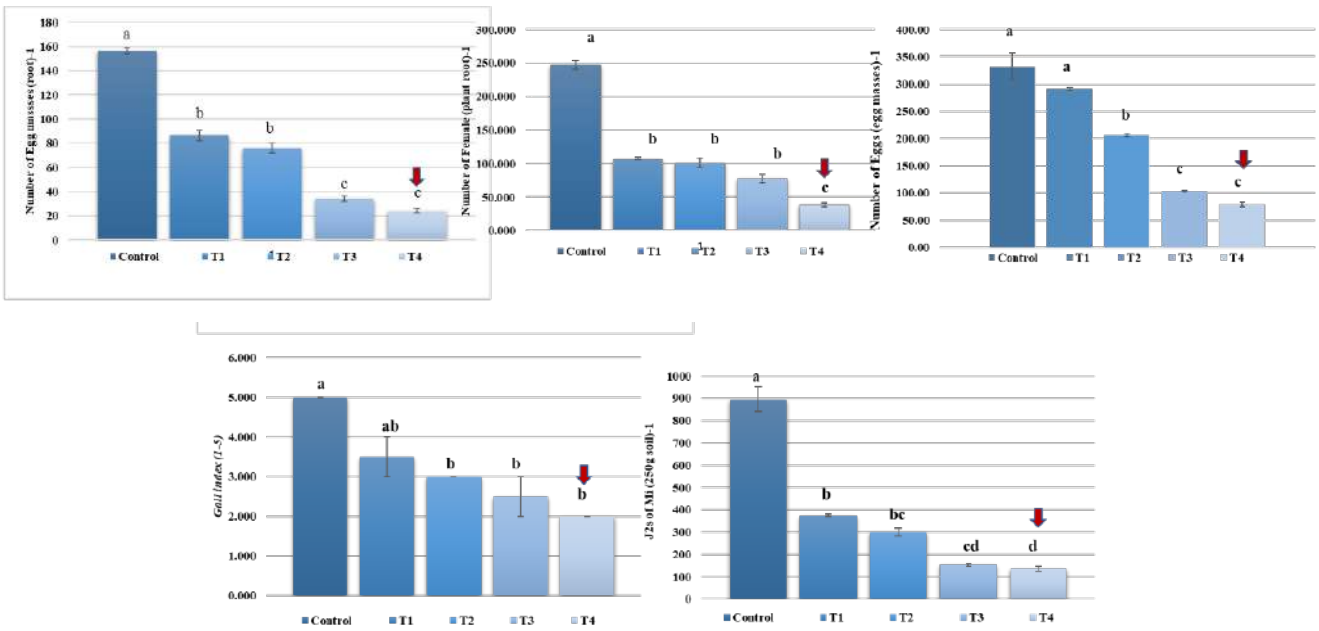 Number of Egg masssses (root)-1
180
160
140
120
100
80
60
40
20
0
a
b
b
c
c
Control T1 T2 T3 T4
Number of Female (plant root)-1
300.000
250.000
200.000
150.000
100.000
50.000
0.000
a
b
b
b
c
Control T1 T2 T3 T4
Number of Eggs (egg masses)-1
400.00
350.00
300.00
250.00
200.00
150.00
100.00
50.00
0.00
a
a
b
c
c
Control T1 T2 T3 T4
Gall index (1-5)
6.000
5.000
4.000
3.000
2.000
1.000
0.000
a
ab
b
b
b
Control T1 T2 T3 T4
J2s of Mi (250g soil)-1
1000
900
800
700
600
500
400
300
200
100
0
a
b
bc
cd
d
Control T1 T2 T3 T4